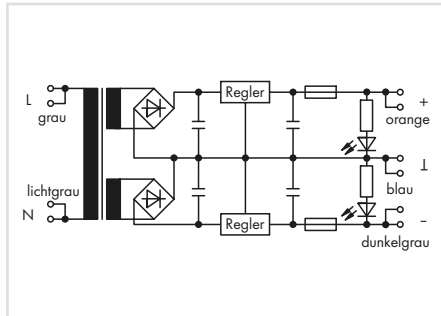 L
grau
lichtgrau
N
Regler
Regler
+
orange
⊥
blau
–
dunkelgrau